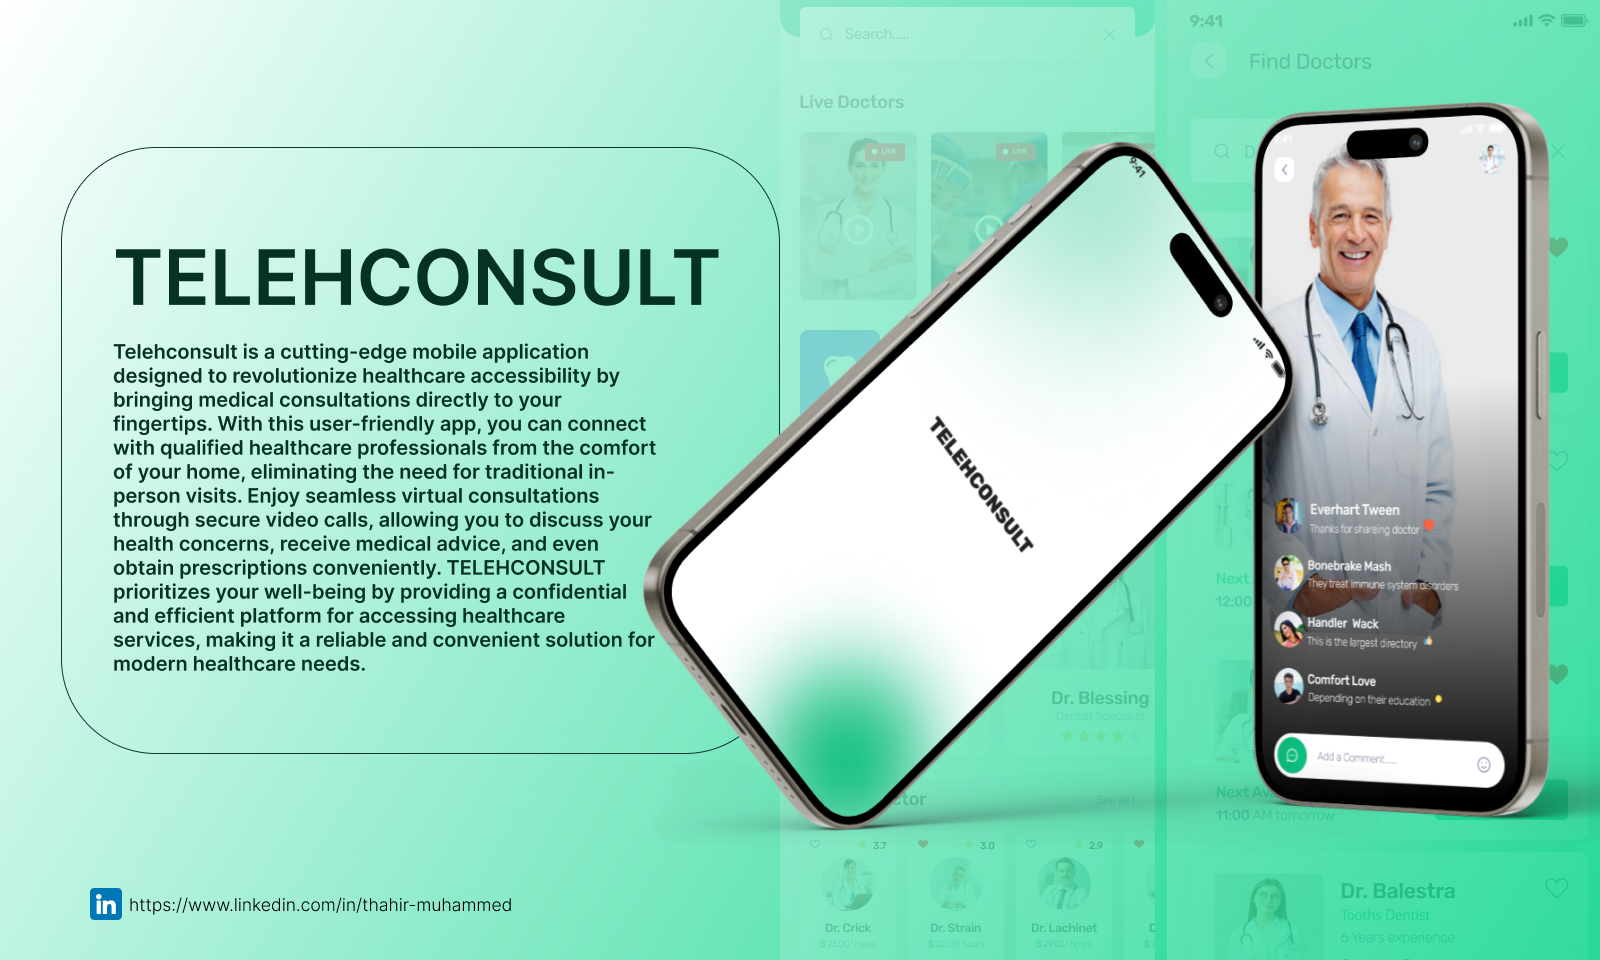 TELEHCONSULT
Telehconsult is a cutting-edge mobile application
designed to revolutionize healthcare accessibility by
bringing medical consultations directly to your
fingertips. With this user-friendly app, you can connect
with qualified healthcare professionals from the comfort
of your home, eliminating the need for traditional in-
person visits. Enjoy seamless virtual consultations
through secure video calls, allowing you to discuss your
health concerns, receive medical advice, and even
obtain prescriptions conveniently. TELEHCONSULT
prioritizes your well-being by providing a confidential
and efficient platform for accessing healthcare
services, making it a reliable and convenient solution for
modern healthcare needs.
in
https://www.linkedin.com/in/thahir-muhammed
Search.....
Live Doctors
LIVE
LIVE
Dr. Blessing
Dentist Specialist
See all
3.7
3.0
2.9
Dr. Crick
Dr. Strain
Dr. Lachinet
$ 25.00/ hours
$ 22.00/ hours
$ 29.00/ hours
9:41
TELEHCONSULT
9:41
Find Doctors
Next
12:00
Next
11:00 AM tomorrow
Dr. Balestra
Tooths Dentist
6 Years experience
Everhart Tween
Thanks for shareing doctor
Bonebrake Mash
They treat immune system disorders
Handler Wack
This is the largest directory
Comfort Love
Depending on their education
Add a Comment......